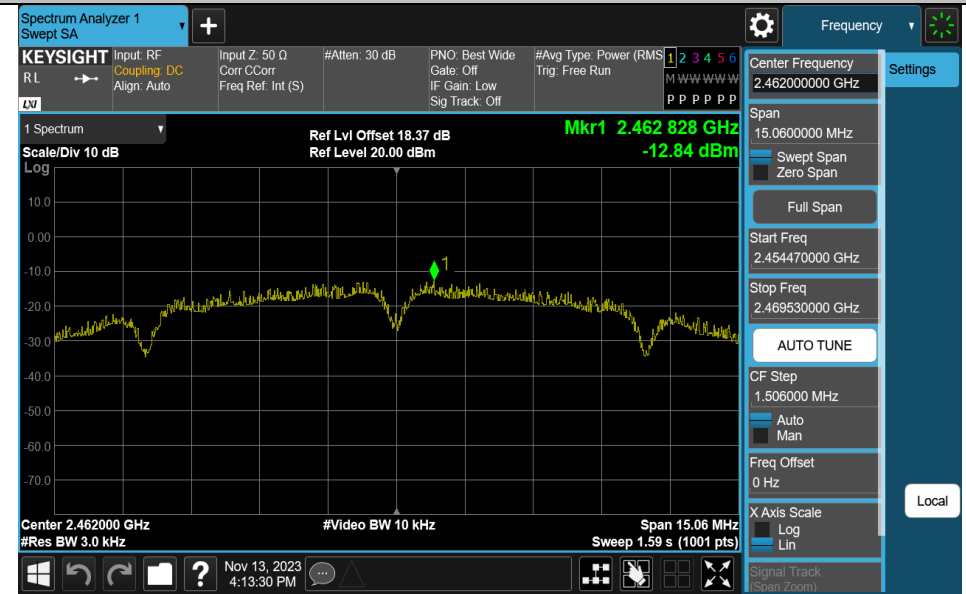 Spectrum Analyzer 1
Swept SA
+
Frequency
KEYSIGHT
R L
LXI
Input: RF
Coupling: DC
Align: Auto
Input Z: 50 Ω
Corr CCorr
Freq Ref: Int (S)
#Atten: 30 dB
PNO: Best Wide
Gate: Off
IF Gain: Low
Sig Track: Off
#Avg Type: Power (RMS
Trig: Free Run
1 2 3 4 5 6
M W W W W W
P P P P P P
Center Frequency
2.462000000 GHz
Settings
Span
15.0600000 MHz
Swept Span
Zero Span
Full Span
Start Freq
2.454470000 GHz
Stop Freq
2.469530000 GHz
AUTO TUNE
CF Step
1.506000 MHz
Auto
Man
Freq Offset
0 Hz
X Axis Scale
Log
Lin
Signal Track
(Span Zoom)
Local
1 Spectrum
Scale/Div 10 dB
Ref Lvl Offset 18.37 dB
Ref Level 20.00 dBm
Mkr1 2.462 828 GHz
-12.84 dBm
Log
10.0
0.00
-10.0
-20.0
-30.0
-40.0
-50.0
-60.0
-70.0
1
Center 2.462000 GHz
#Res BW 3.0 kHz
#Video BW 10 kHz
Span 15.06 MHz
Sweep 1.59 s (1001 pts)
?
Nov 13, 2023
4:13:30 PM